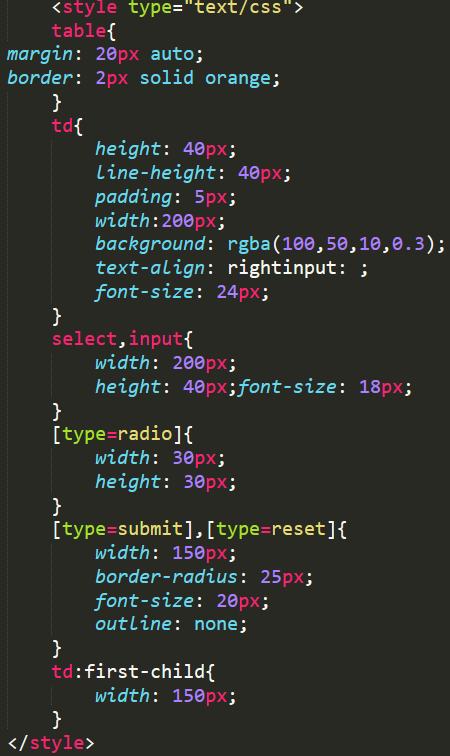 <style type="text/css">
table{
margin: 20px auto;
border: 2px solid orange;
}
td{
height: 40px;
line-height: 40px;
padding: 5px;
width:200px;
background: rgba(100,50,10,0.3);
text-align: rightinput: ;
font-size: 24px;
}
select,input{
width: 200px;
height: 40px;font-size: 18px;
}
[type=radio]{
width: 30px;
height: 30px;
}
[type=submit],[type=reset]{
width: 150px;
border-radius: 25px;
font-size: 20px;
outline: none;
}
td:first-child{
width: 150px;
}
</style>